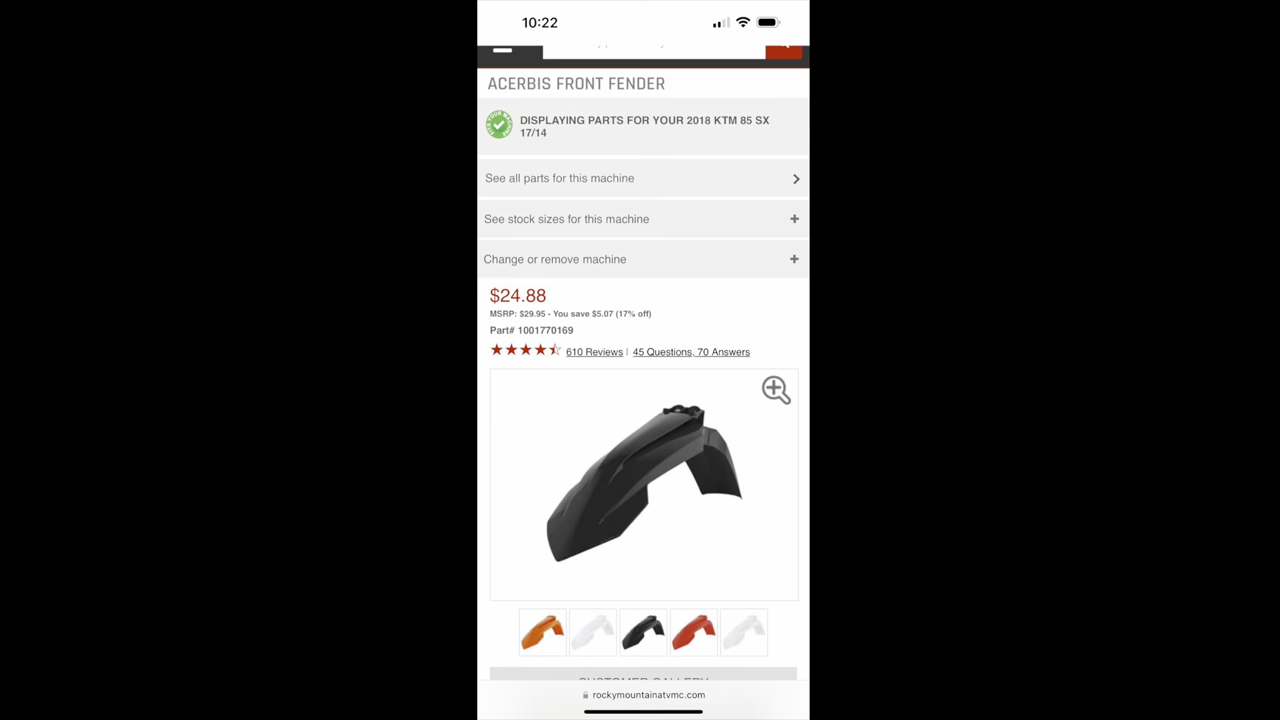 10:22
ACERBIS FRONT FENDER
DISPLAYING PARTS FOR YOUR 2018 KTM 85 SX
17/14
See all parts for this machine
See stock sizes for this machine
Change or remove machine
$24.88
MSRP: $29.95 - You save $5.07 (17% off)
Part# 1001770169
610 Reviews | 45 Questions, 70 Answers
CUSTOMER GALLERY
rockymountainatvmc.com